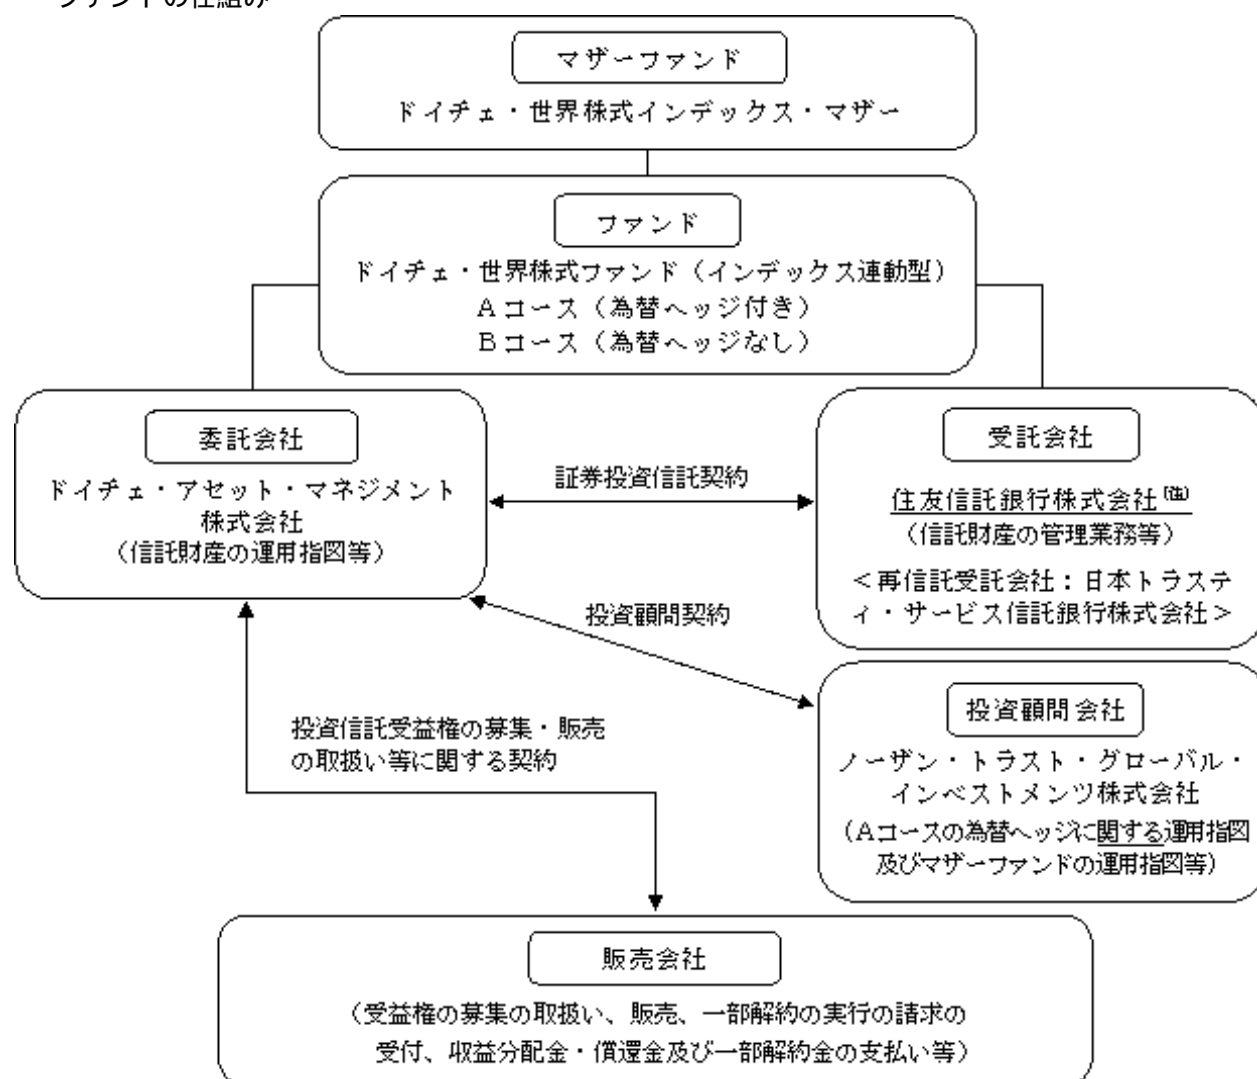 ファンドの仕組み
マザーファンド
ドイチェ・世界株式インデックス・マザー
ファンド
ドイチェ・世界株式ファンド（インデックス連動型）
Aコース（為替ヘッジ付き）
Bコース（為替ヘッジなし）
委託会社
ドイチェ・アセット・マネジメント
株式会社
（信託財産の運用指図等）
証券投資信託契約
受託会社
住友信託銀行株式会社(注)
（信託財産の管理業務等）
＜再信託受託会社：日本トラステ
ィ・サービス信託銀行株式会社＞
投資顧問契約
投資顧問会社
ノーザン・トラスト・グローバル・
インベストメンツ株式会社
（Aコースの為替ヘッジに関する運用指図
及びマザーファンドの運用指図等）
投資信託受益権の募集・販売
の取扱い等に関する契約
販売会社
（受益権の募集の取扱い、販売、一部解約の実行の請求の
受付、収益分配金・償還金及び一部解約金の支払い等）